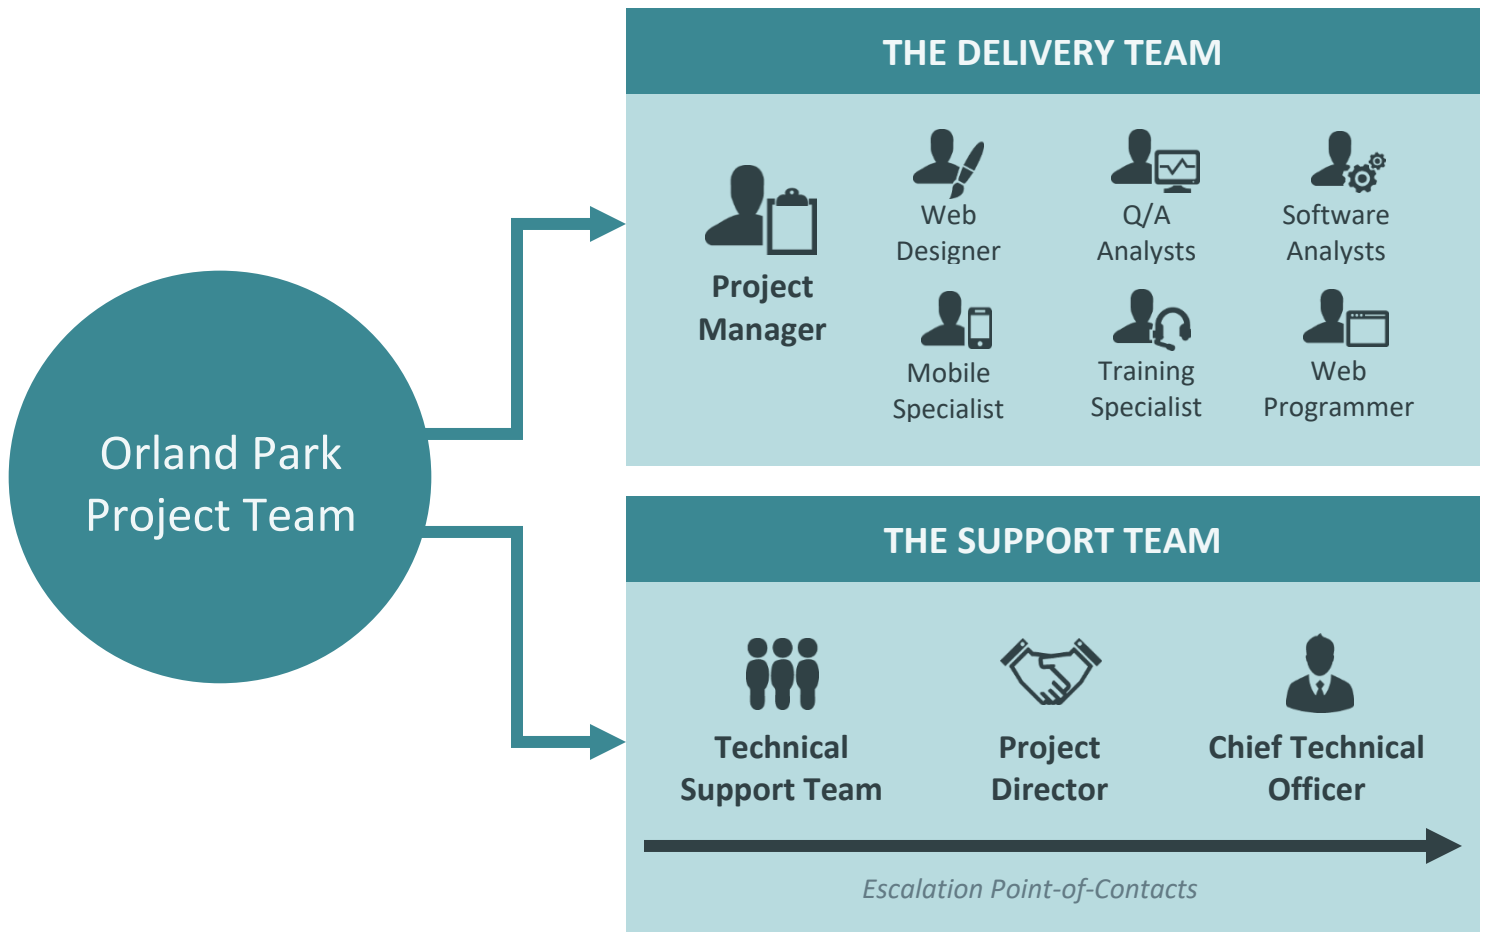 THE DELIVERY TEAM
Project
Manager
Web
Designer
Q/A
Analysts
Software
Analysts
Mobile
Specialist
Training
Specialist
Web
Programmer
Orland Park
Project Team
THE SUPPORT TEAM
Technical
Support Team
Project
Director
Chief Technical
Officer
Escalation Point-of-Contacts